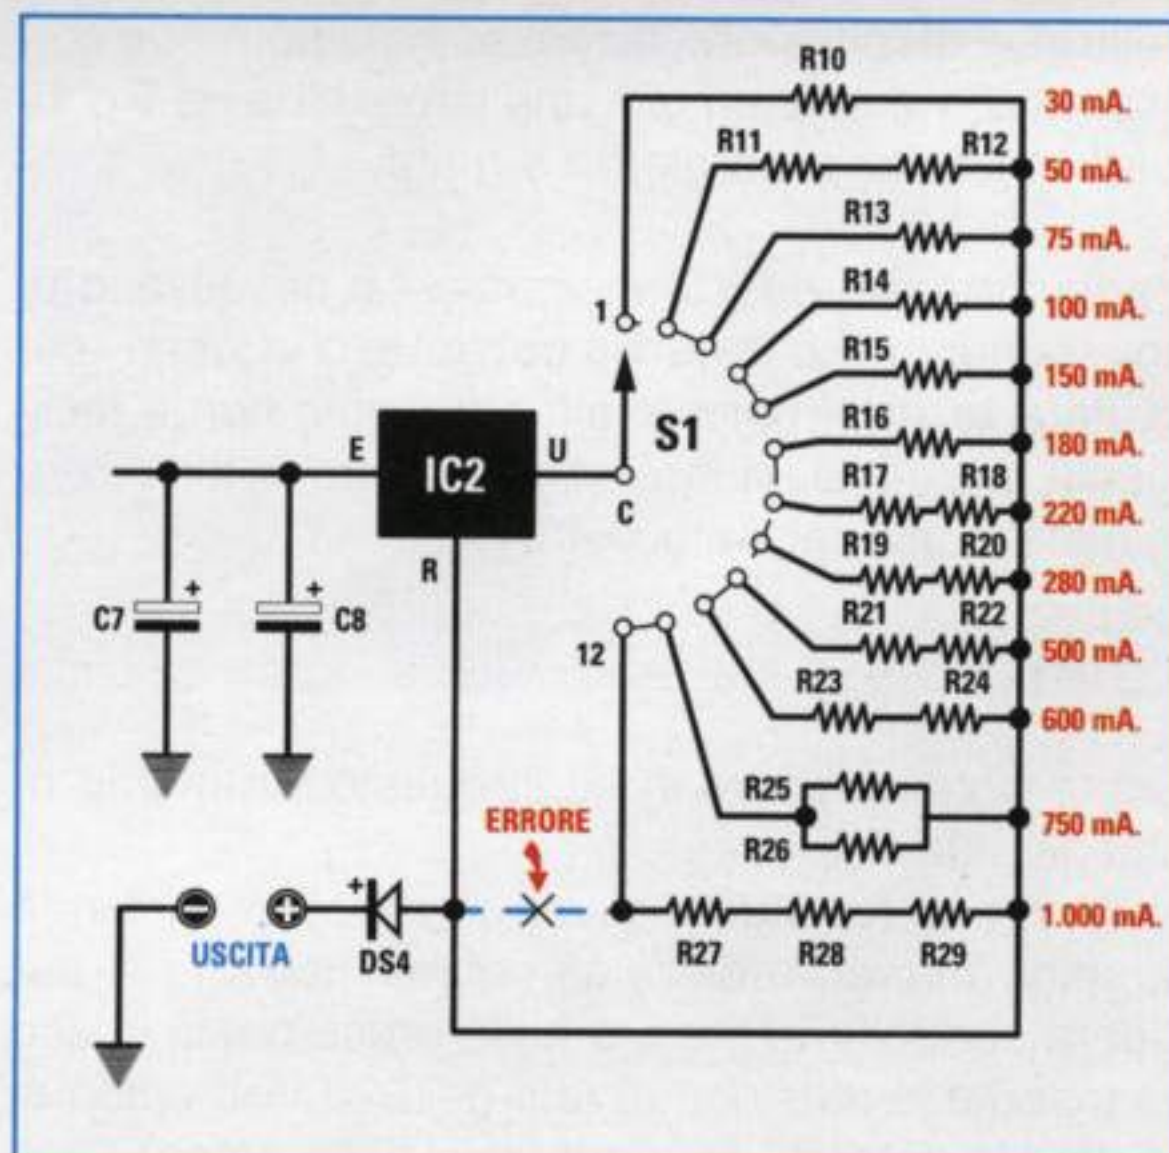 R10
30 mA.
R11
R12
50 mA.
R13
75 mA.
R14
100 mA.
1
R15
150 mA.
S1
R16
180 mA.
E
IC2
U
C
R17
R18
220 mA.
R
R19
R20
280 mA.
C7
+
C8
+
R21
R22
500 mA.
12
R23
R24
600 mA.
R25
R26
750 mA.
ERRORE
USCITA
+
DS4
R27
R28
R29
1.000 mA.